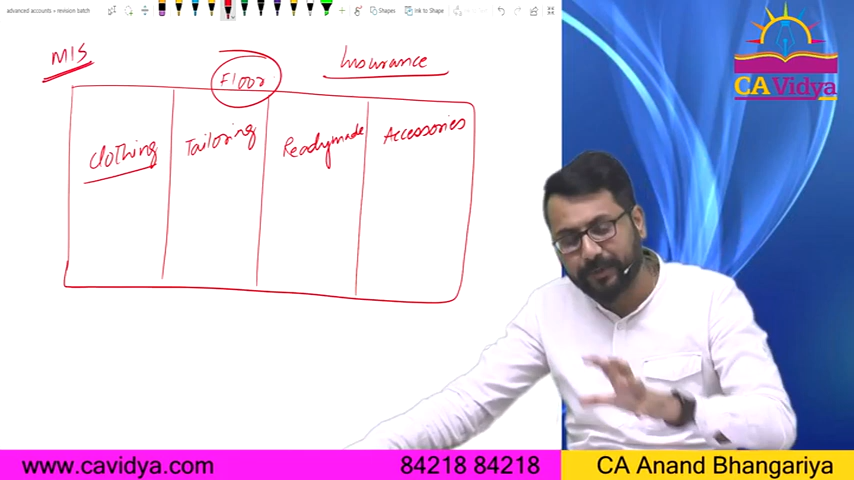 advanced accounts + revision batch
Shapes
Ink to Shape
MIS
Floor
Insurance
Clothing
Tailoring
Readymade
Accessories
CA Vidya
www.cavidya.com
84218 84218
CA Anand Bhangariya